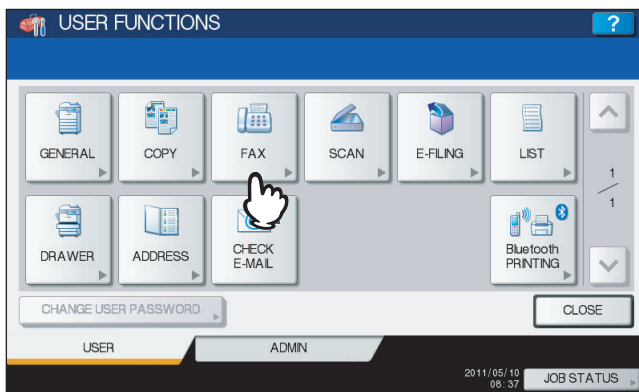 USER FUNCTIONS
?
GENERAL
COPY
FAX
SCAN
E-FILING
LIST
1
1
DRAWER
ADDRESS
CHECK
E-MAIL
Bluetooth
PRINTING
CHANGE USER PASSWORD
CLOSE
USER
ADMIN
2011/05/10
08:37
JOB STATUS